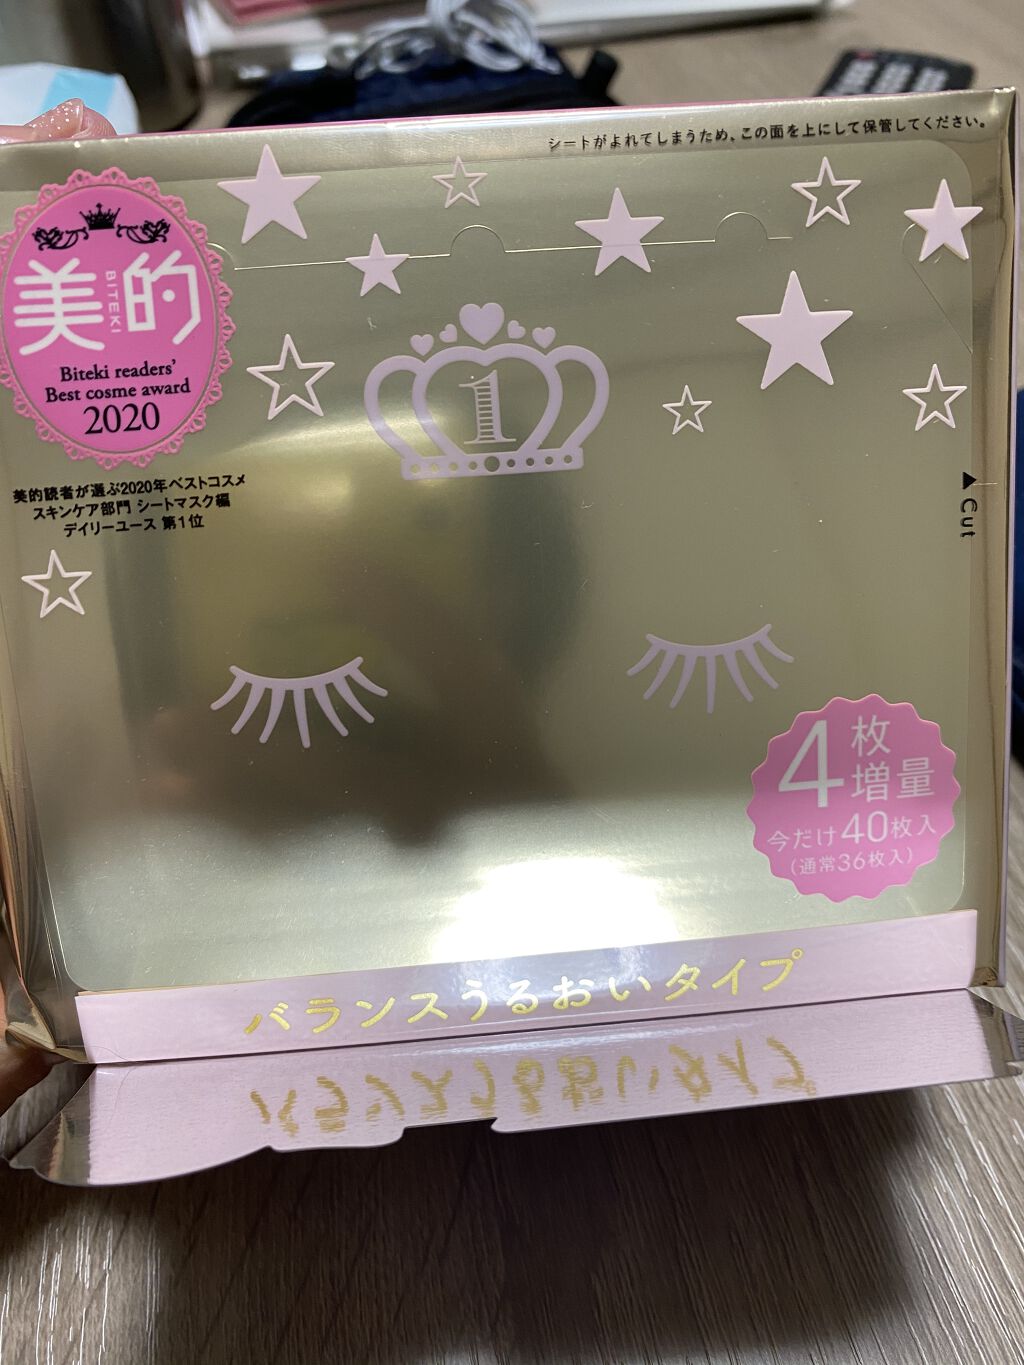 シートがよれてしまうため、この面を上にして保管してください。
美的
BITEKI
Biteki readers'
Best cosme award
2020
美的読者が選ぶ2020年ベストコスメ
スキンケア部門 シートマスク編
デイリーユース 第1位
1
▲Cut
4枚
増量
今だけ40枚入
(通常36枚入)
バランスうるおいタイプ